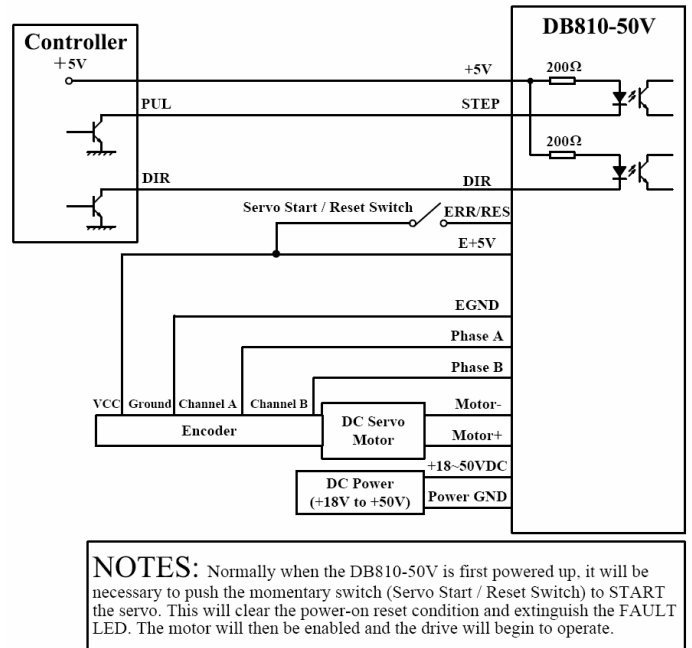 DB810-50V
Controller
+5V
+5V
200Ω
PUL
STEP
200Ω
DIR
DIR
Servo Start / Reset Switch
ERR/RES
E+5V
EGND
Phase A
Phase B
VCC Ground Channel A Channel B
Motor-
Encoder
DC Servo
Motor
Motor+
+18~50VDC
DC Power
(+18V to +50V)
Power GND
NOTES: Normally when the DB810-50V is first powered up, it will be
necessary to push the momentary switch (Servo Start / Reset Switch) to START
the servo. This will clear the power-on reset condition and extinguish the FAULT
LED. The motor will then be enabled and the drive will begin to operate.